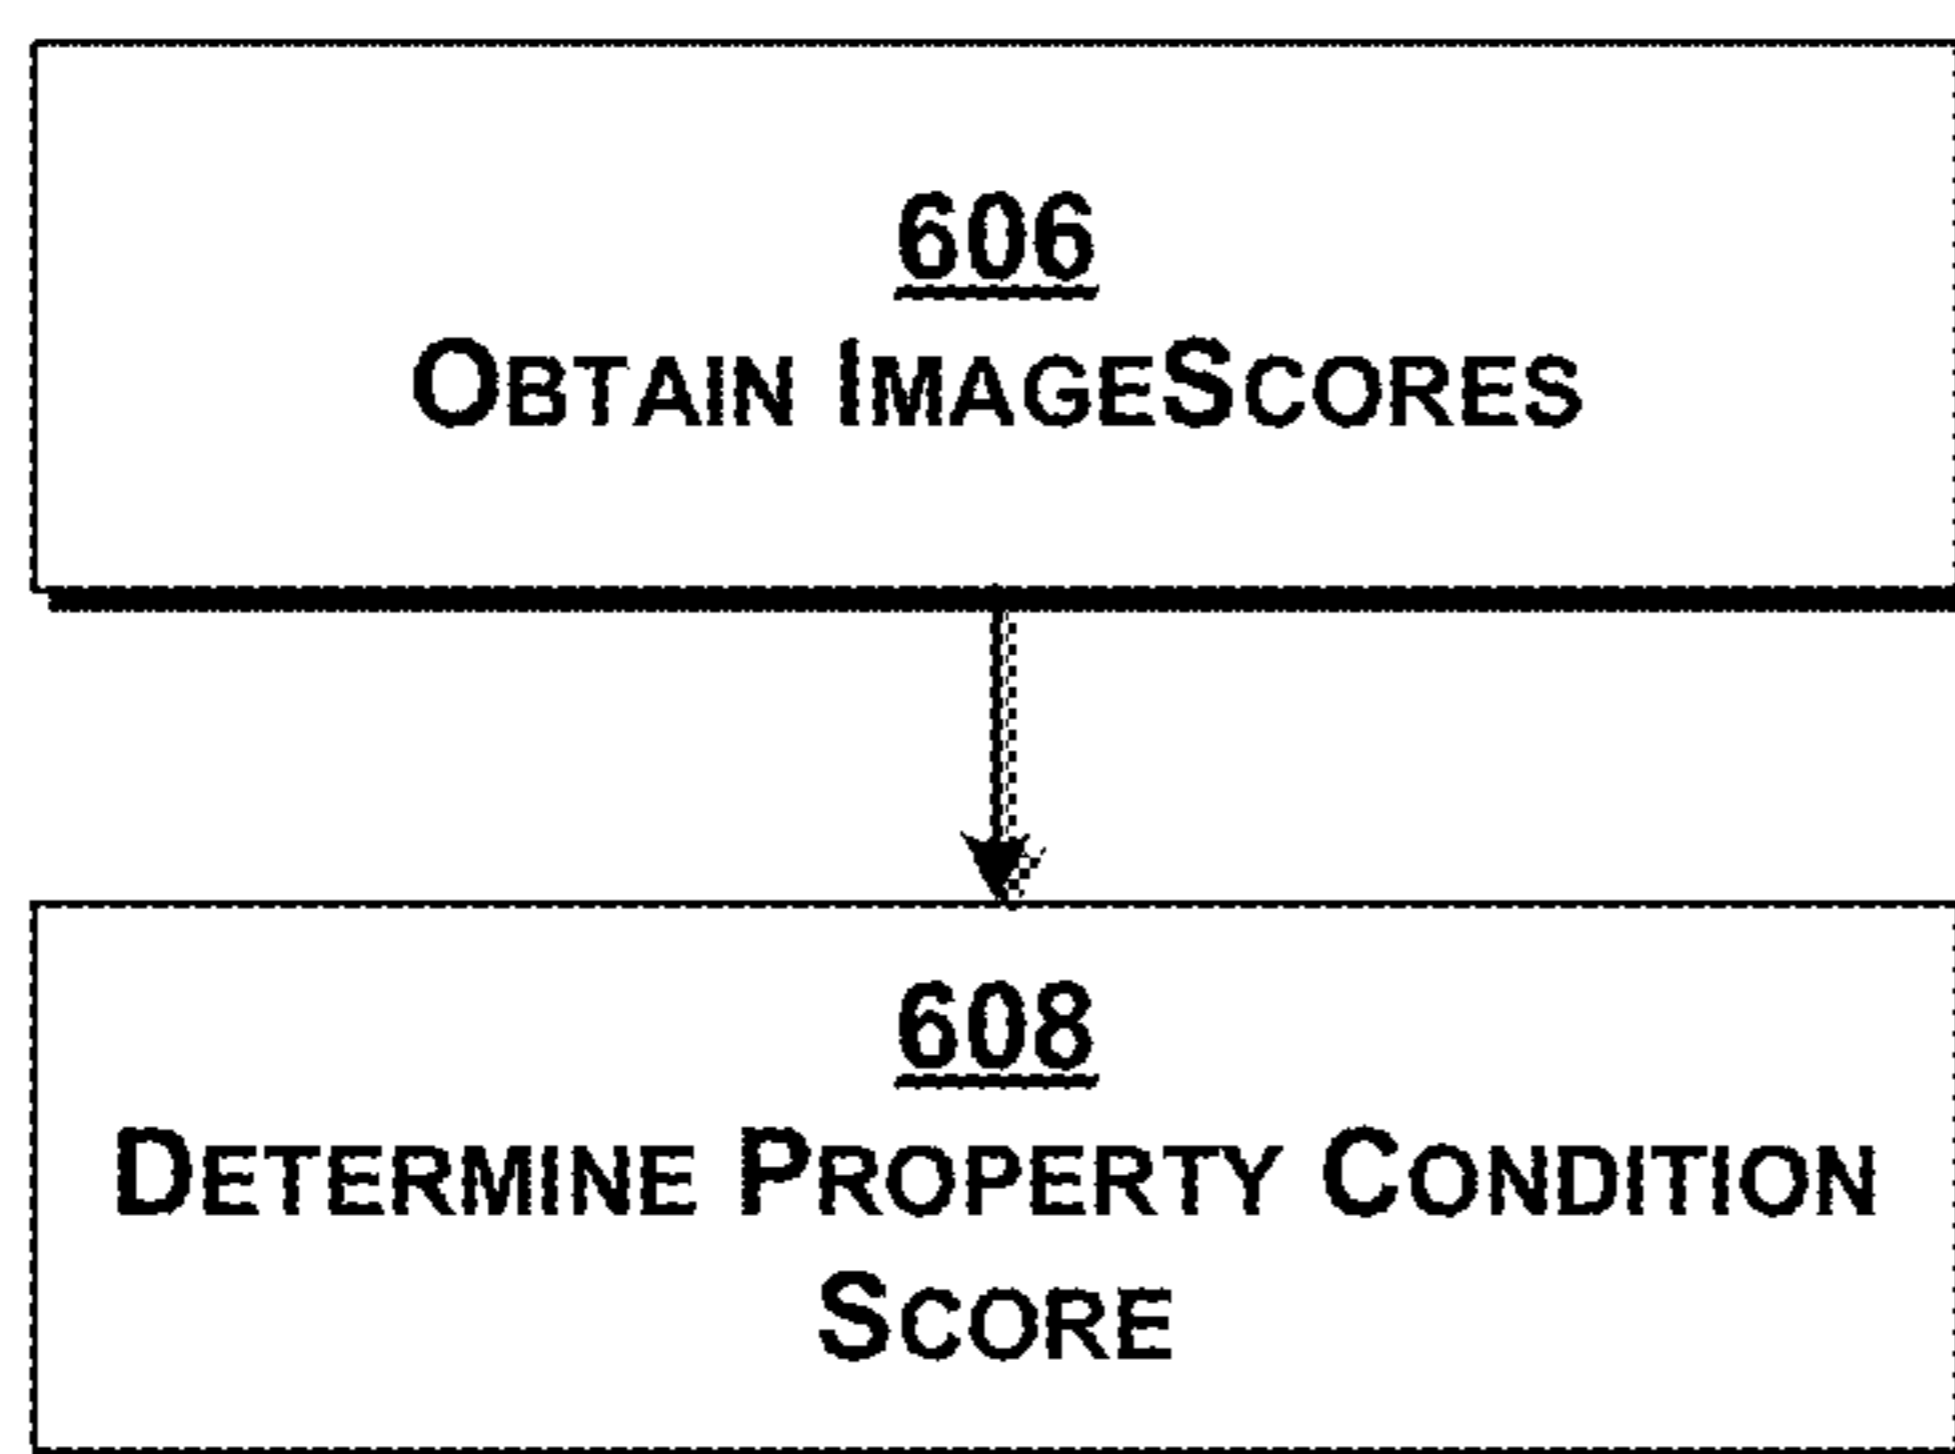 606
OBTAIN IMAGESCORES
608
DETERMINE PROPERTY CONDITION
SCORE